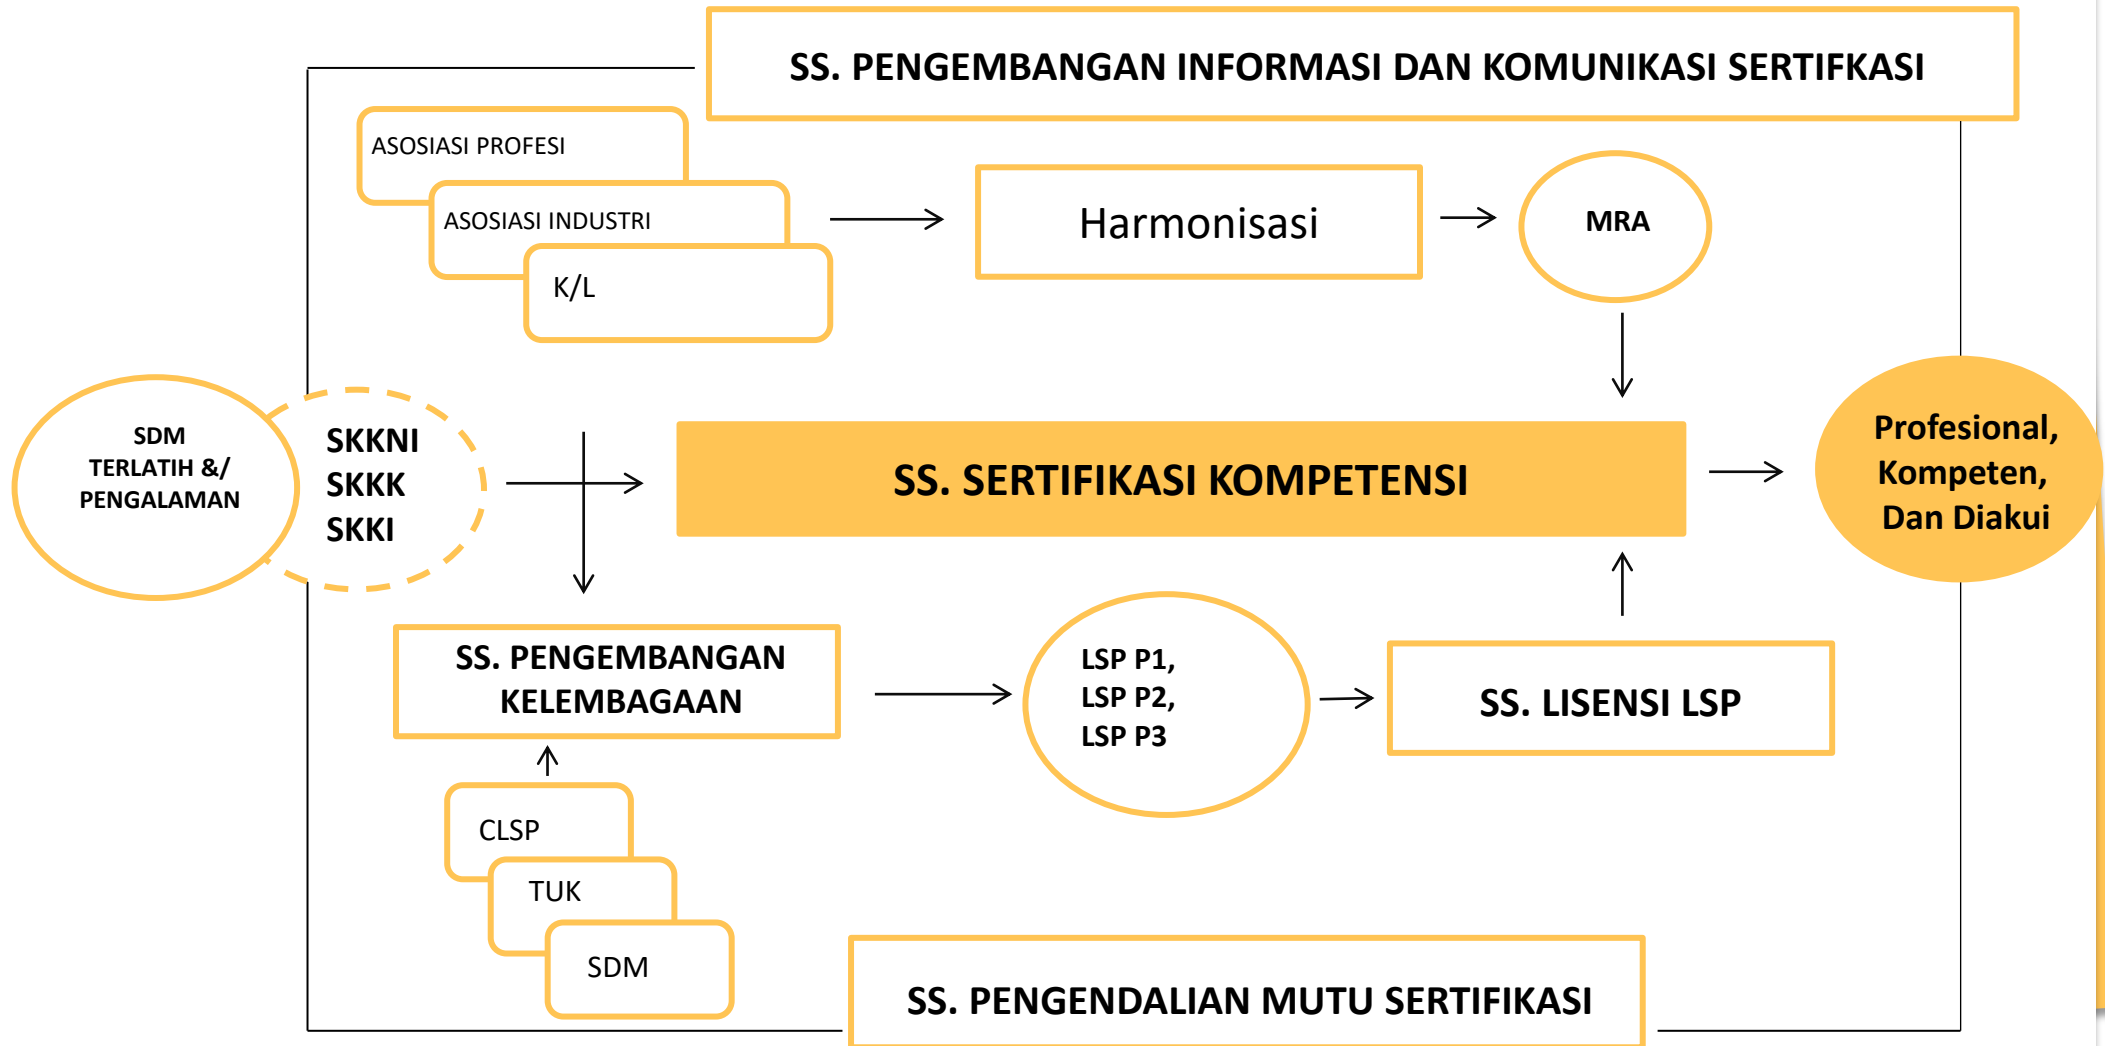 SS. PENGEMBANGAN INFORMASI DAN KOMUNIKASI SERTIFKASI
ASOSIASI PROFESI
ASOSIASI INDUSTRI
K/L
Harmonisasi
MRA
SDM
TERLATIH &/
PENGALAMAN
SKKNI
SKKK
SKKI
SS. SERTIFIKASI KOMPETENSI
Profesional,
Kompeten,
Dan Diakui
SS. PENGEMBANGAN
KELEMBAGAAN
LSP P1,
LSP P2,
LSP P3
SS. LISENSI LSP
CLSP
TUK
SDM
SS. PENGENDALIAN MUTU SERTIFIKASI